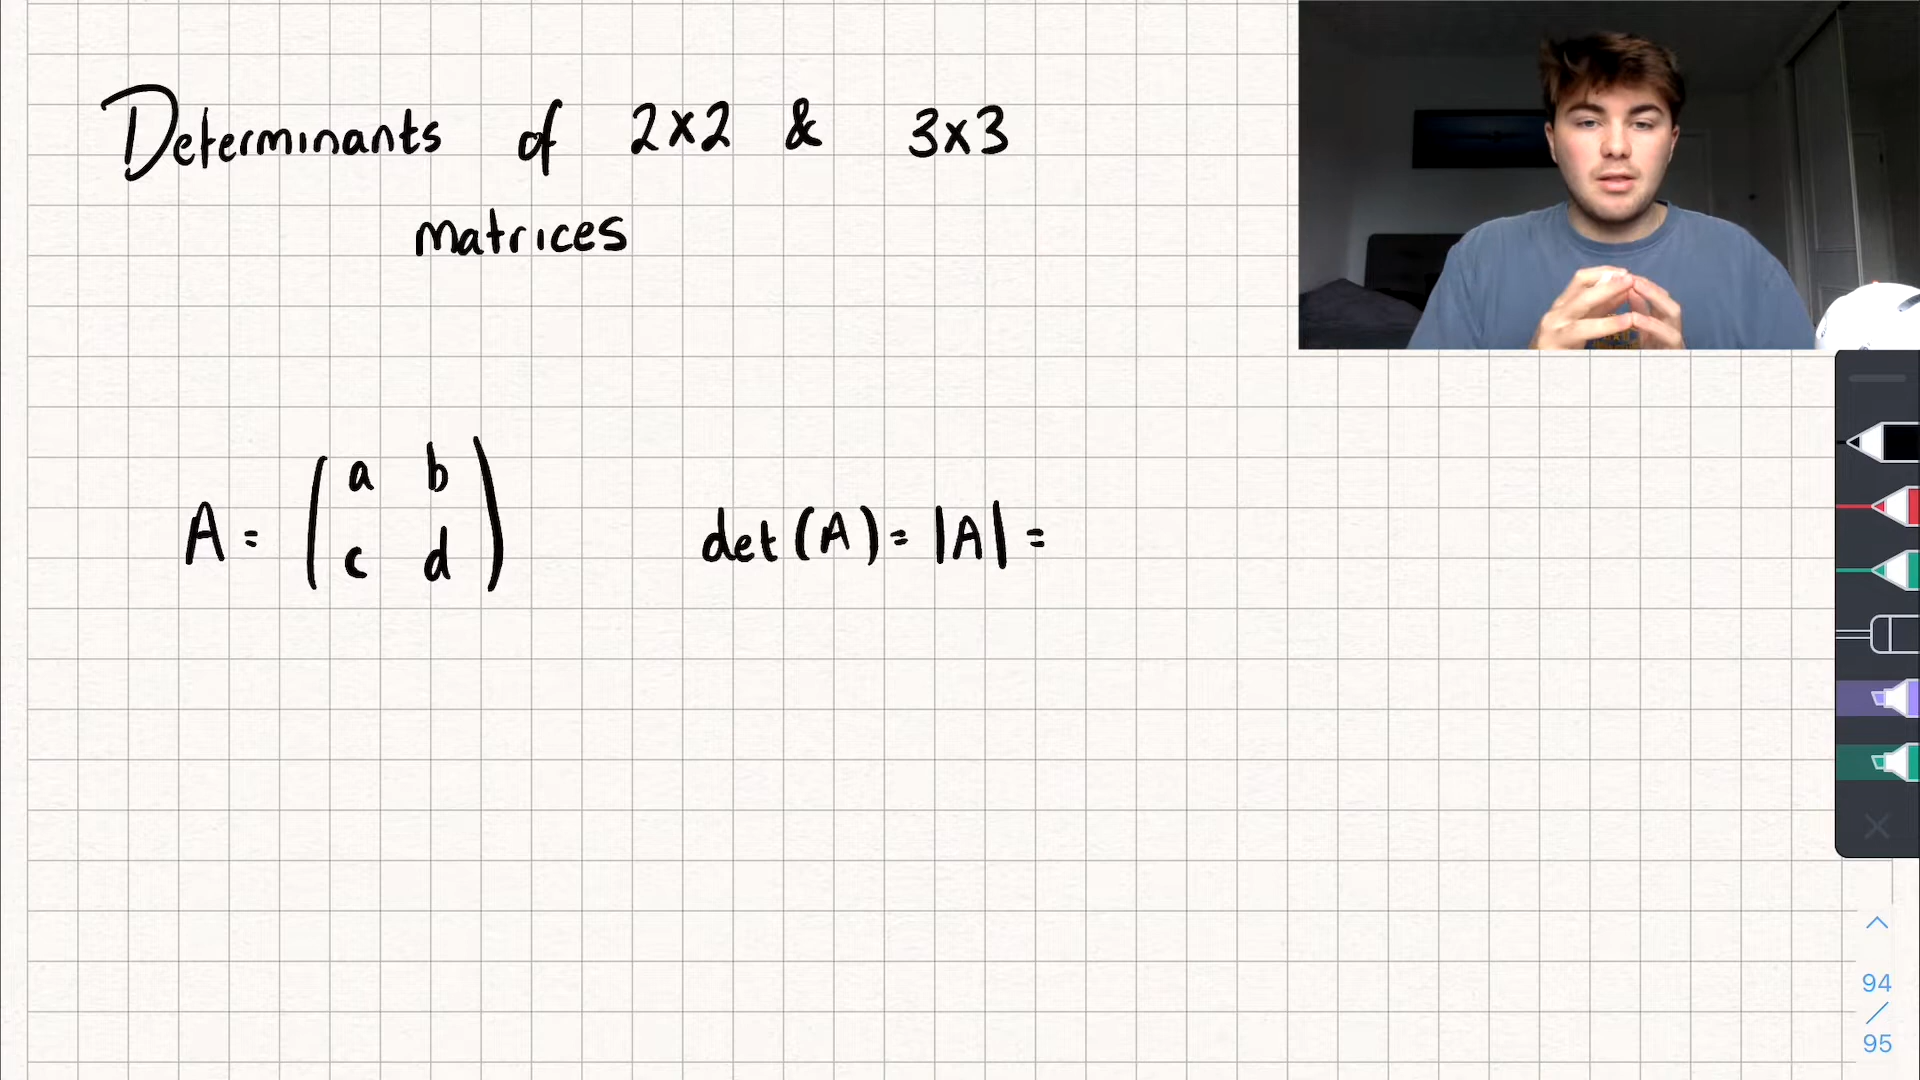 Determinants of 2x2 & 3x3
matrices
A = ( a b
c d )
det(A) = |A| =
94
/
95